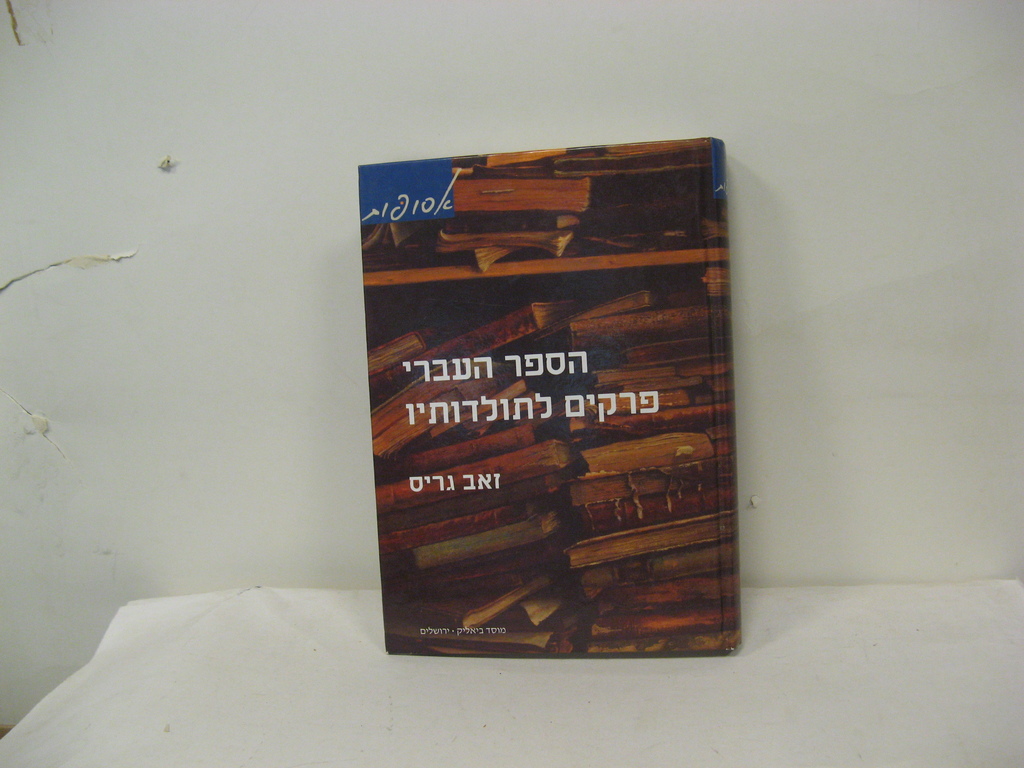 אסופות
הספר העברי
פרקים לתולדותיו
זאב גריס
מוסד ביאליק • ירושלים